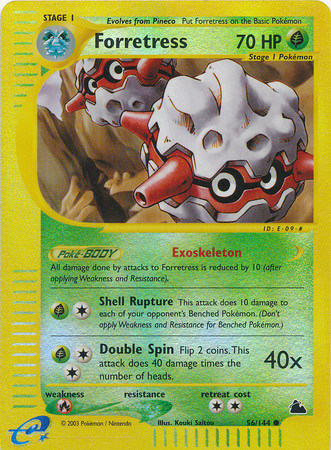 STAGE 1
Evolves from Pineco Put Forretress on the Basic Pokémon
Forretress 70 HP
Stage 1 Pokémon
ID: E-09-#
Poké-BODY Exoskeleton
All damage done by attacks to Forretress is reduced by 10 (after
applying Weakness and Resistance).
Shell Rupture This attack does 10 damage to
each of your opponent's Benched Pokémon. (Don't
apply Weakness and Resistance for Benched Pokémon.)
Double Spin Flip 2 coins. This
attack does 40 damage times the
number of heads.
40x
weakness resistance retreat cost
© 2003 Pokémon / Nintendo Illus. Kouki Saitou 56/144
e